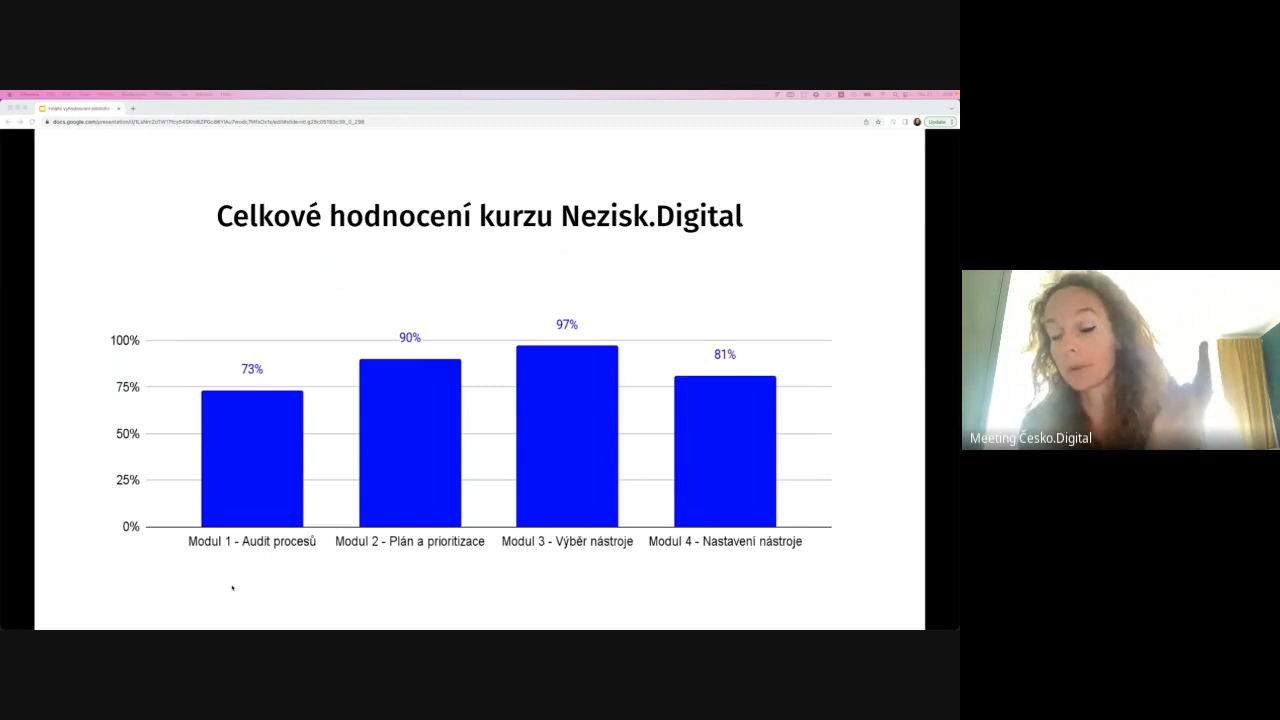 Celkové hodnocení kurzu Nezisk.Digital
97%
90%
81%
73%
100%
75%
50%
25%
0%
Modul 1 - Audit procesů
Modul 2 - Plán a prioritizace
Modul 3 - Výběr nástroje
Modul 4 - Nastavení nástroje
Meeting Česko.Digital
Update